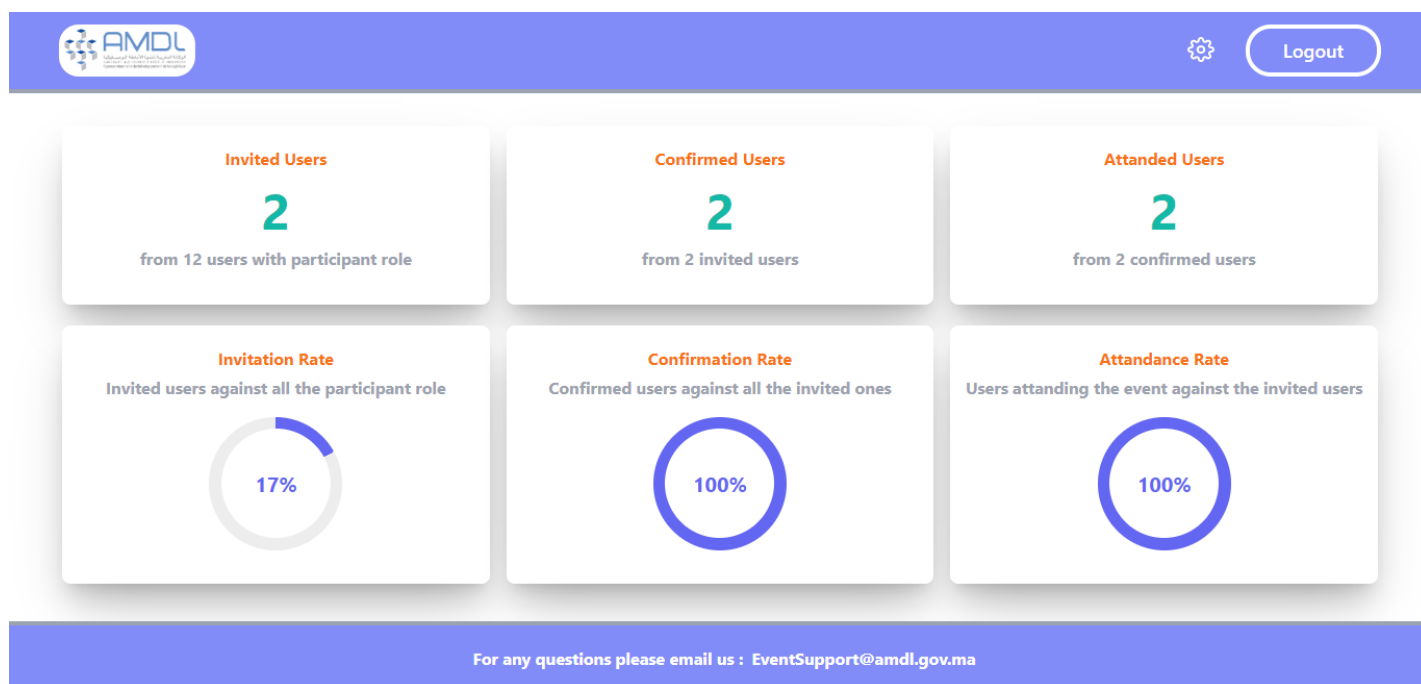 AMDL
Logout
Invited Users
2
from 12 users with participant role
Confirmed Users
2
from 2 invited users
Attanded Users
2
from 2 confirmed users
Invitation Rate
Invited users against all the participant role
17%
Confirmation Rate
Confirmed users against all the invited ones
100%
Attandance Rate
Users attanding the event against the invited users
100%
For any questions please email us : EventSupport@amdl.gov.ma